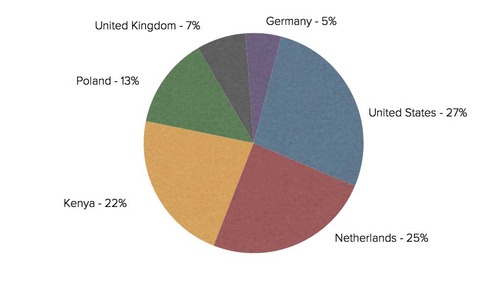 Germany - 5%
United Kingdom - 7%
Poland - 13%
United States - 27%
Kenya - 22%
Netherlands - 25%